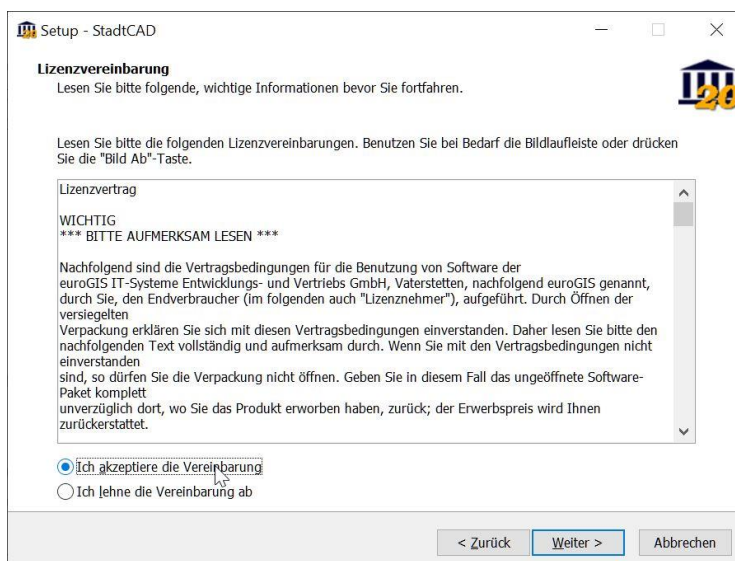 Setup - StadtCAD
Lizenzvereinbarung
Lesen Sie bitte folgende, wichtige Informationen bevor Sie fortfahren.
20
Lesen Sie bitte die folgenden Lizenzvereinbarungen. Benutzen Sie bei Bedarf die Bildlaufleiste oder drücken
Sie die "Bild Ab"-Taste.
Lizenzvertrag
WICHTIG
*** BITTE AUFMERKSAM LESEN ***
Nachfolgend sind die Vertragsbedingungen für die Benutzung von Software der
euroGIS IT-Systeme Entwicklungs- und Vertriebs GmbH, Vaterstetten, nachfolgend euroGIS genannt,
durch Sie, den Endverbraucher (im folgenden auch "Lizenznehmer"), aufgeführt. Durch Öffnen der
versiegelten
Verpackung erklären Sie sich mit diesen Vertragsbedingungen einverstanden. Daher lesen Sie bitte den
nachfolgenden Text vollständig und aufmerksam durch. Wenn Sie mit den Vertragsbedingungen nicht
einverstanden
sind, so dürfen Sie die Verpackung nicht öffnen. Geben Sie in diesem Fall das ungeöffnete Software-
Paket komplett
unverzüglich dort, wo Sie das Produkt erworben haben, zurück; der Erwerbspreis wird Ihnen
zurückerstattet.
Ich akzeptiere die Vereinbarung
Ich lehne die Vereinbarung ab
< Zurück Weiter > Abbrechen